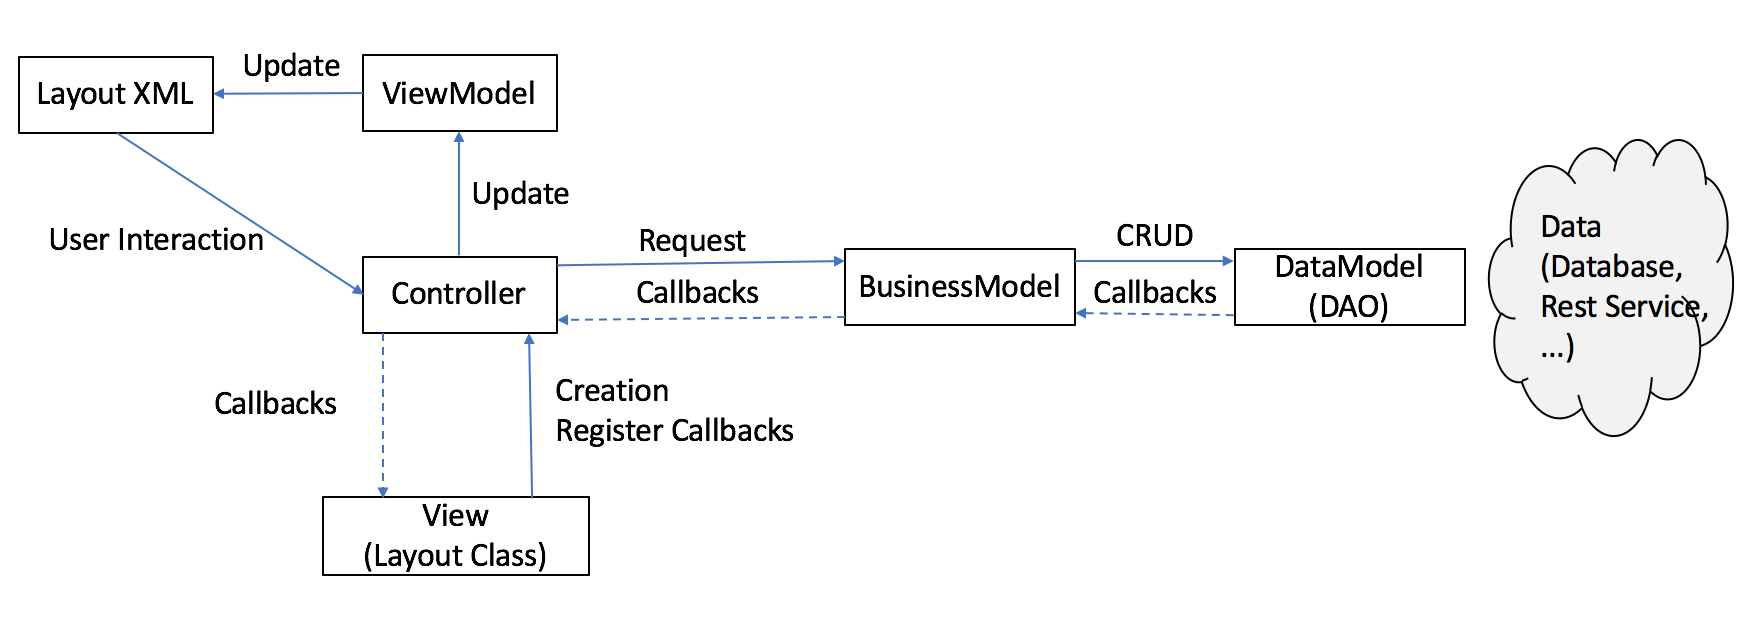 Update
Layout XML
ViewModel
Update
User Interaction
Request
CRUD
Data
(Database,
Rest Service,
...)
Controller
Callbacks
BusinessModel
Callbacks
DataModel
(DAO)
Callbacks
Creation
Register Callbacks
View
(Layout Class)